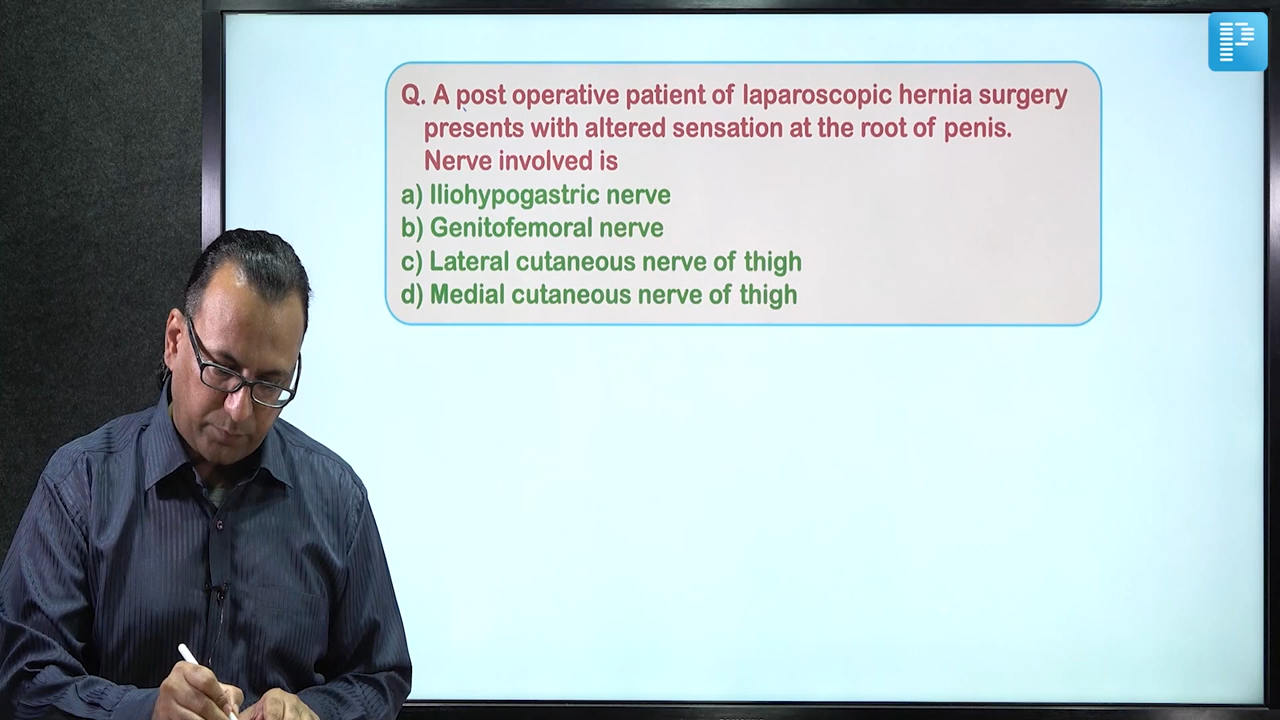 Q. A post operative patient of laparoscopic hernia surgery
presents with altered sensation at the root of penis.
Nerve involved is
a) Iliohypogastric nerve
b) Genitofemoral nerve
c) Lateral cutaneous nerve of thigh
d) Medial cutaneous nerve of thigh
P